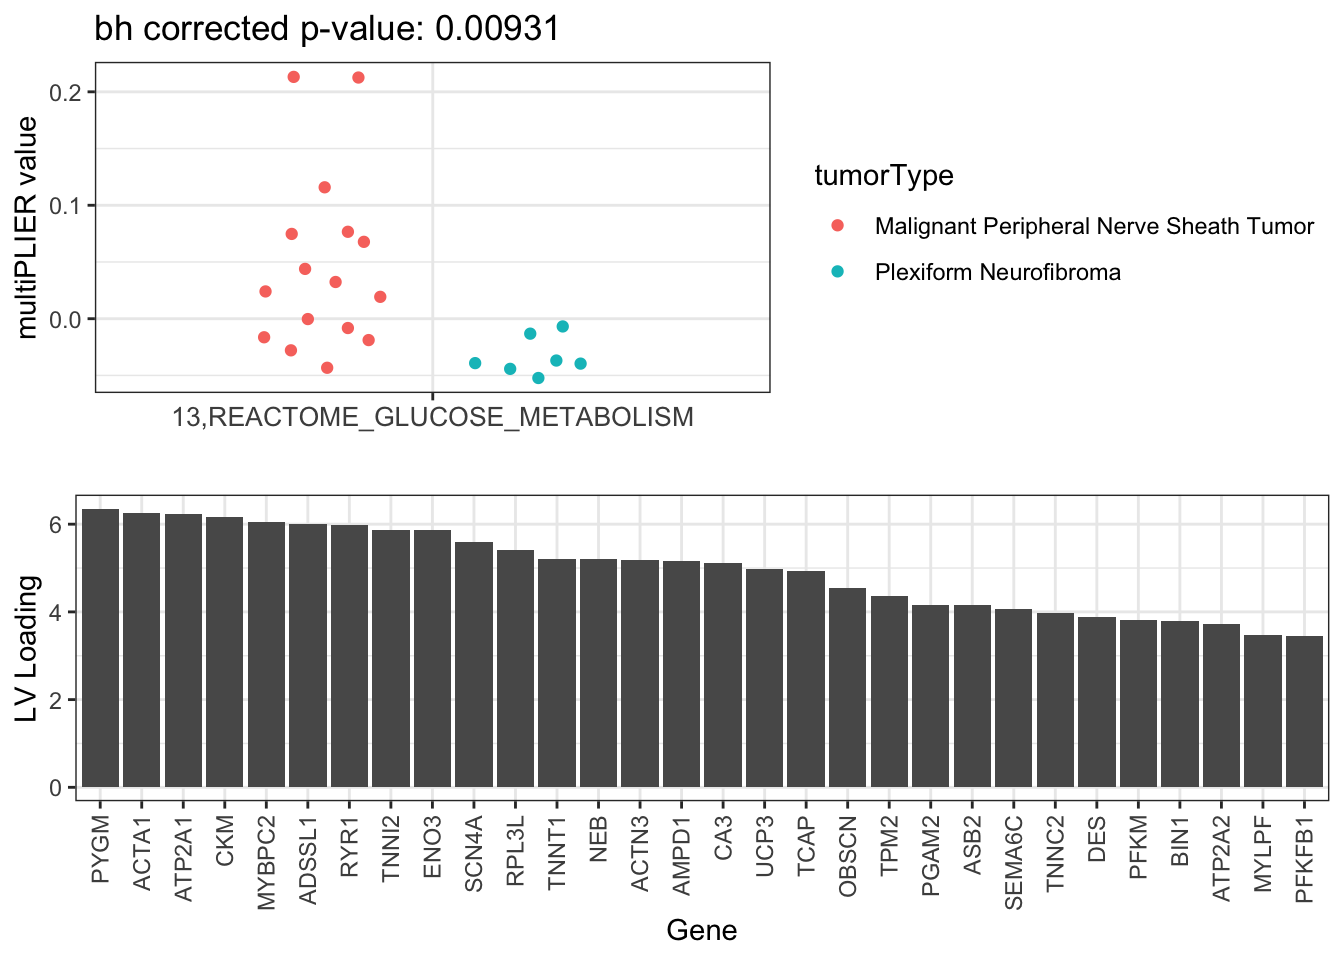 bh corrected p-value: 0.00931
multiPLIER value
0.2
0.1
0.0
13,REACTOME_GLUCOSE_METABOLISM
tumorType
Malignant Peripheral Nerve Sheath Tumor
Plexiform Neurofibroma
LV Loading
6
4
2
0
PYGM
ACTA1
ATP2A1
CKM
MYBPC2
ADSSL1
RYR1
TNNI2
ENO3
SCN4A
RPL3L
TNNT1
NEB
ACTN3
AMPD1
CA3
UCP3
TCAP
OBSCN
TPM2
PGAM2
ASB2
SEMA6C
TNNC2
DES
PFKM
BIN1
ATP2A2
MYLPF
PFKFB1
Gene